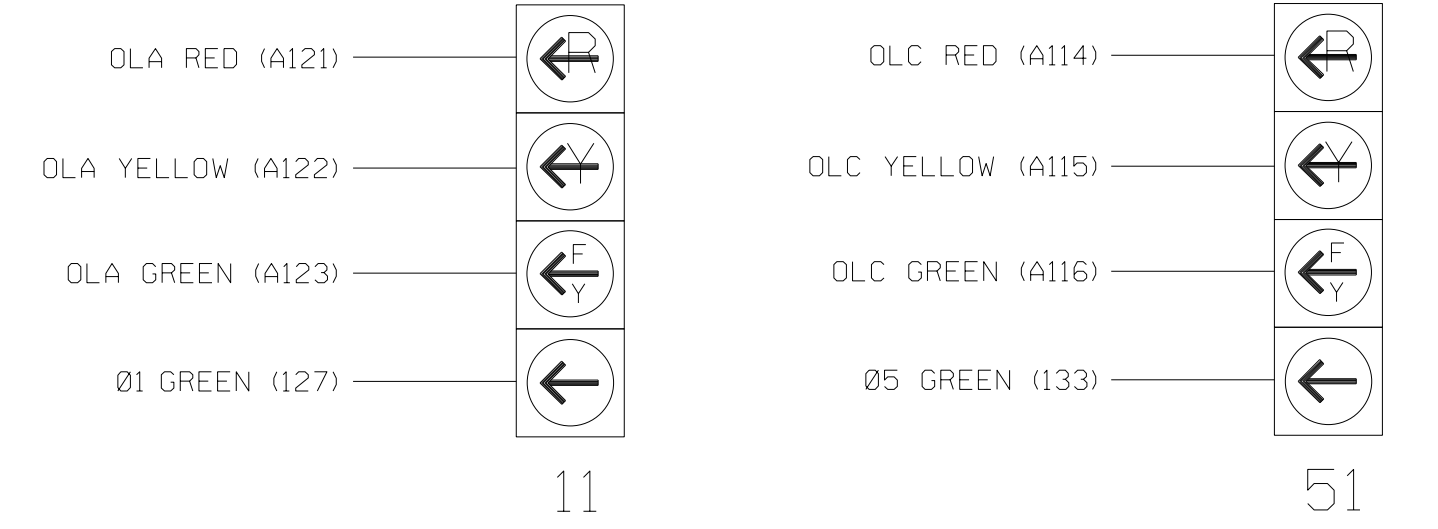 OLA RED (A121)
R
OLA YELLOW (A122)
Y
OLA GREEN (A123)
F
Y
Ø1 GREEN (127)
11
OLC RED (A114)
R
OLC YELLOW (A115)
Y
OLC GREEN (A116)
F
Y
Ø5 GREEN (133)
51